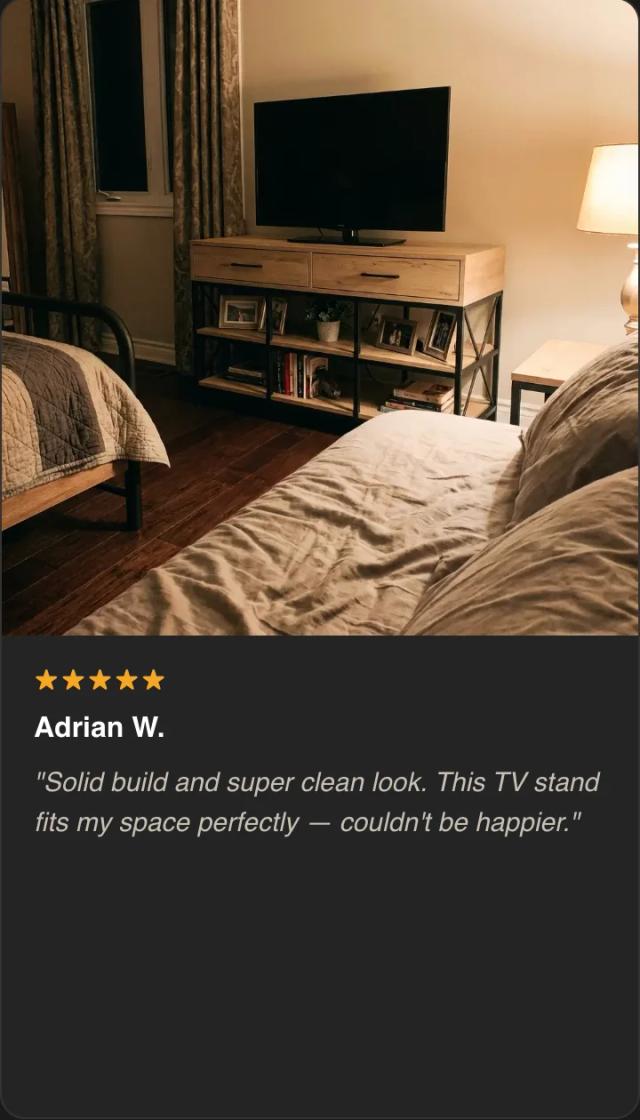 Adrian W.
"Solid build and super clean look. This TV stand
fits my space perfectly — couldn't be happier."